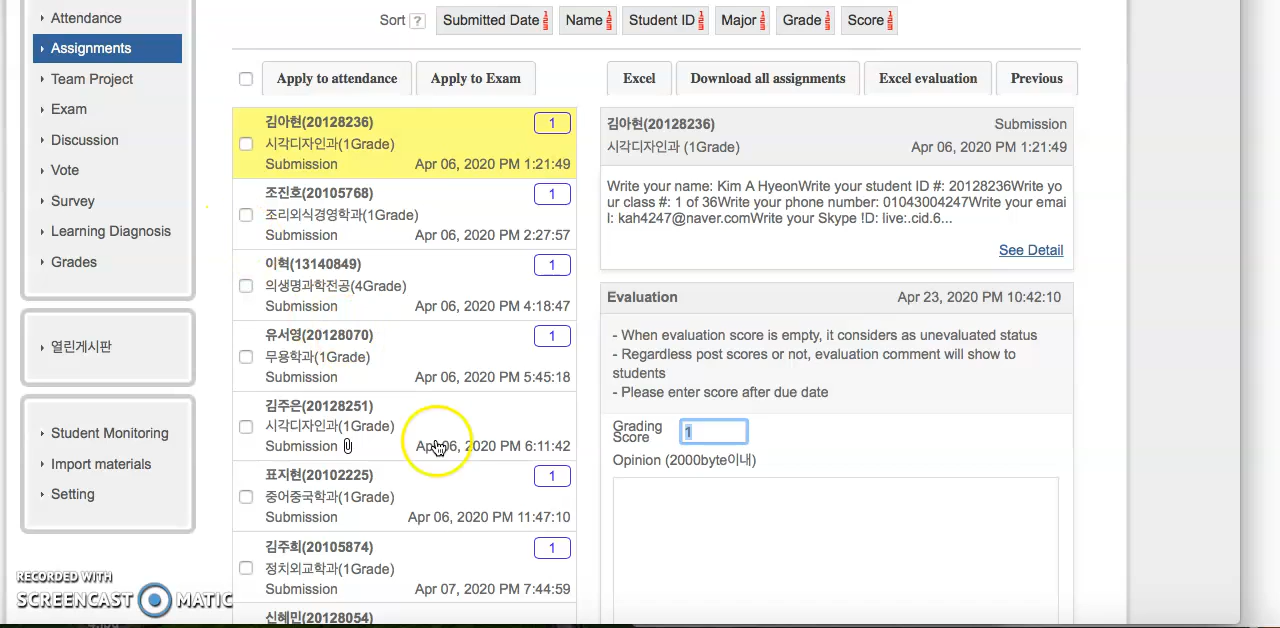 Attendance
Assignments
Team Project
Exam
Discussion
Vote
Survey
Learning Diagnosis
Grades
열린게시판
Student Monitoring
Import materials
Setting
RECORDED WITH
SCREENCAST MATIC
Sort ? Submitted Date Name Student ID Major Grade Score
Apply to attendance Apply to Exam
Excel Download all assignments Excel evaluation Previous
김아현(20128236) 1
시각디자인과(1Grade)
Submission Apr 06, 2020 PM 1:21:49
조진호(20105768) 1
조리외식경영학과(1Grade)
Submission Apr 06, 2020 PM 2:27:57
이혁(13140849) 1
의생명과학전공(4Grade)
Submission Apr 06, 2020 PM 4:18:47
유서영(20128070) 1
무용학과(1Grade)
Submission Apr 06, 2020 PM 5:45:18
김주은(20128251)
시각디자인과(1Grade)
Submission Apr 06, 2020 PM 6:11:42
표지현(20102225) 1
중어중국학과(1Grade)
Submission Apr 06, 2020 PM 11:47:10
김주희(20105874) 1
정치외교학과(1Grade)
Submission Apr 07, 2020 PM 7:44:59
신혜민(20128054)
김아현(20128236) Submission
시각디자인과 (1Grade) Apr 06, 2020 PM 1:21:49
Write your name: Kim A HyeonWrite your student ID #: 20128236Write yo
ur class #: 1 of 36Write your phone number: 01043004247Write your emai
l: kah4247@naver.comWrite your Skype !D: live:.cid.6...
See Detail
Evaluation Apr 23, 2020 PM 10:42:10
- When evaluation score is empty, it considers as unevaluated status
- Regardless post scores or not, evaluation comment will show to
students
- Please enter score after due date
Grading
Score 1
Opinion (2000byte이내)